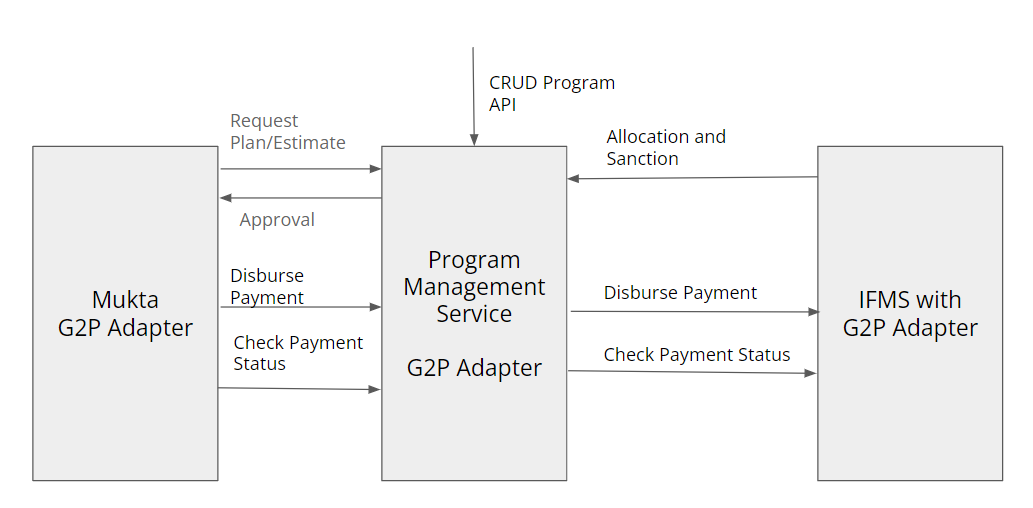 CRUD Program
API
Request
Plan/Estimate
Allocation and
Sanction
Approval
Mukta
G2P Adapter
Disburse
Payment
Check Payment
Status
Program
Management
Service
G2P Adapter
Disburse Payment
Check Payment Status
IFMS with
G2P Adapter